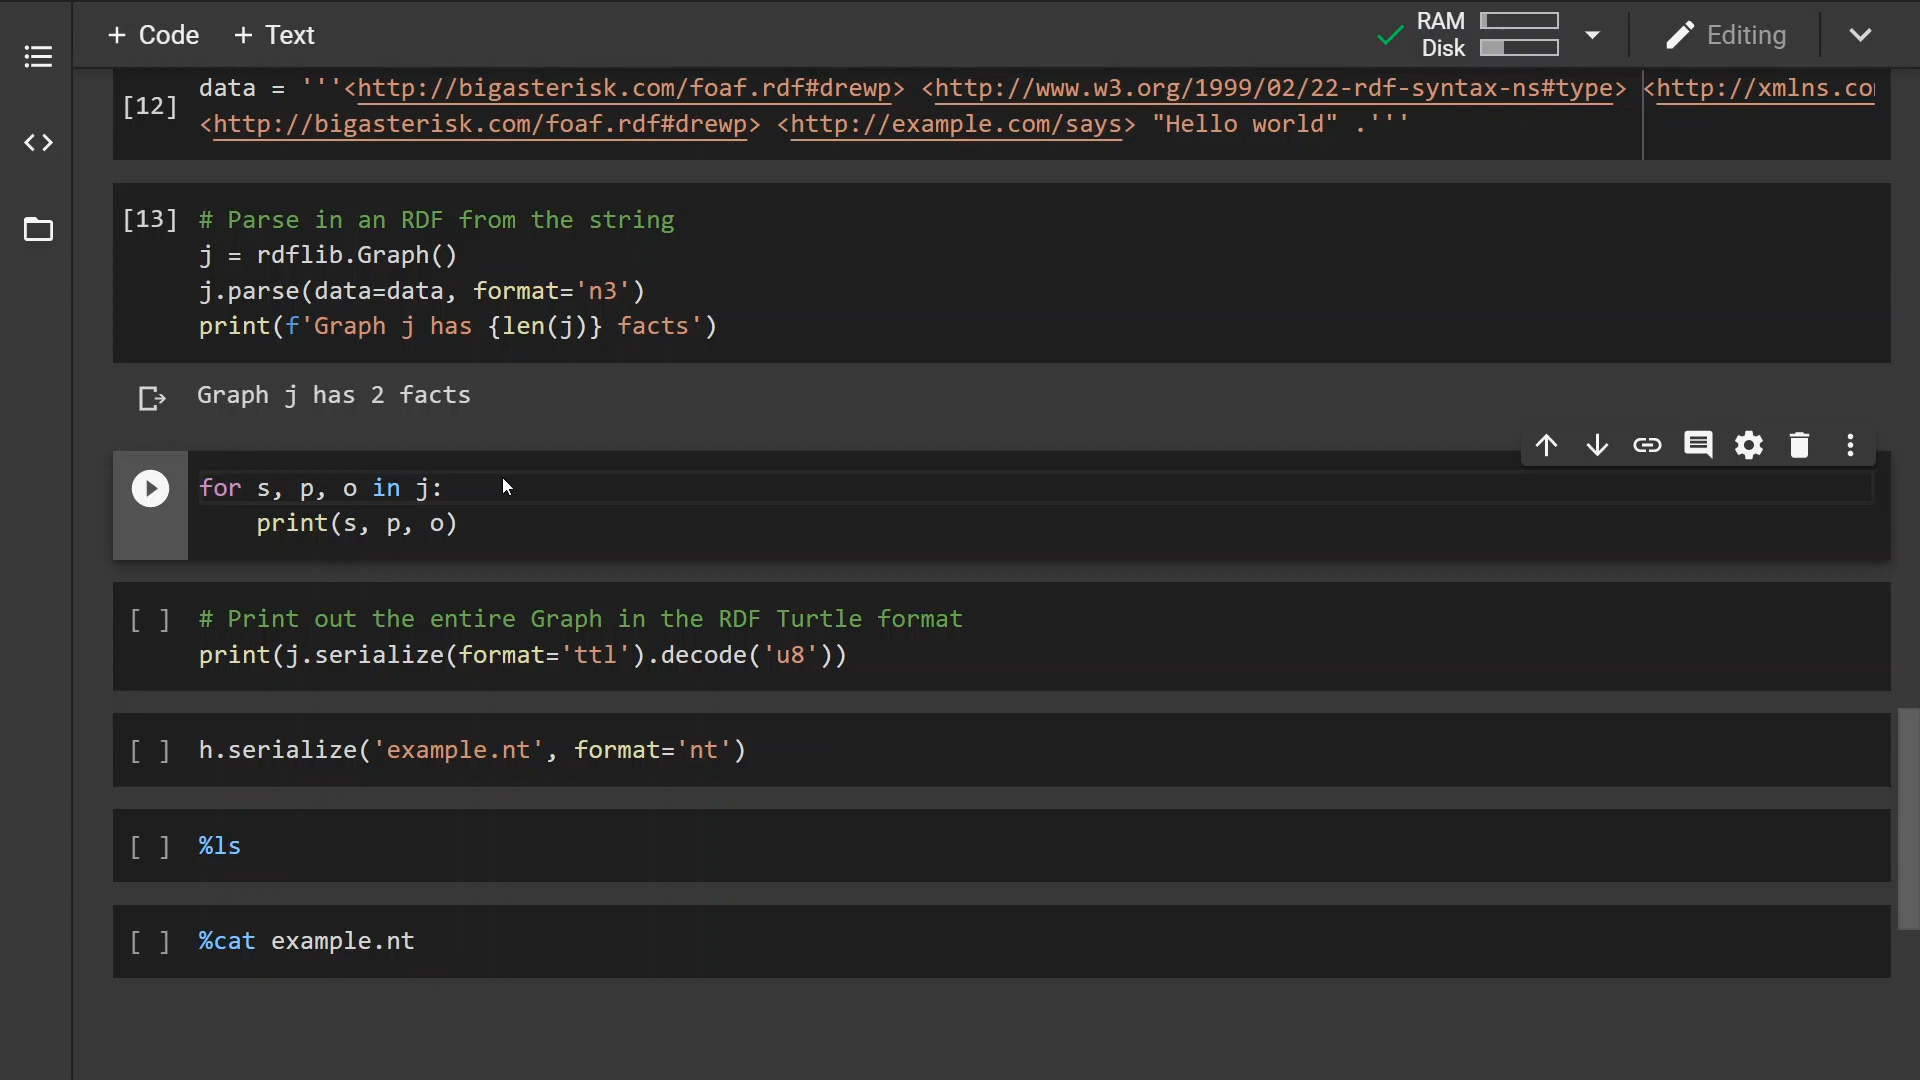 + Code + Text
RAM
Disk
Editing
[12] data = '''<http://bigasterisk.com/foaf.rdf#drewp> <http://www.w3.org/1999/02/22-rdf-syntax-ns#type> <http://xmlns.co
<http://bigasterisk.com/foaf.rdf#drewp> <http://example.com/says> "Hello world" .'''
[13] # Parse in an RDF from the string
j = rdflib.Graph()
j.parse(data=data, format='n3')
print(f'Graph j has {len(j)} facts')
Graph j has 2 facts
for s, p, o in j:
print(s, p, o)
[ ] # Print out the entire Graph in the RDF Turtle format
print(j.serialize(format='ttl').decode('u8'))
[ ] h.serialize('example.nt', format='nt')
[ ] %ls
[ ] %cat example.nt